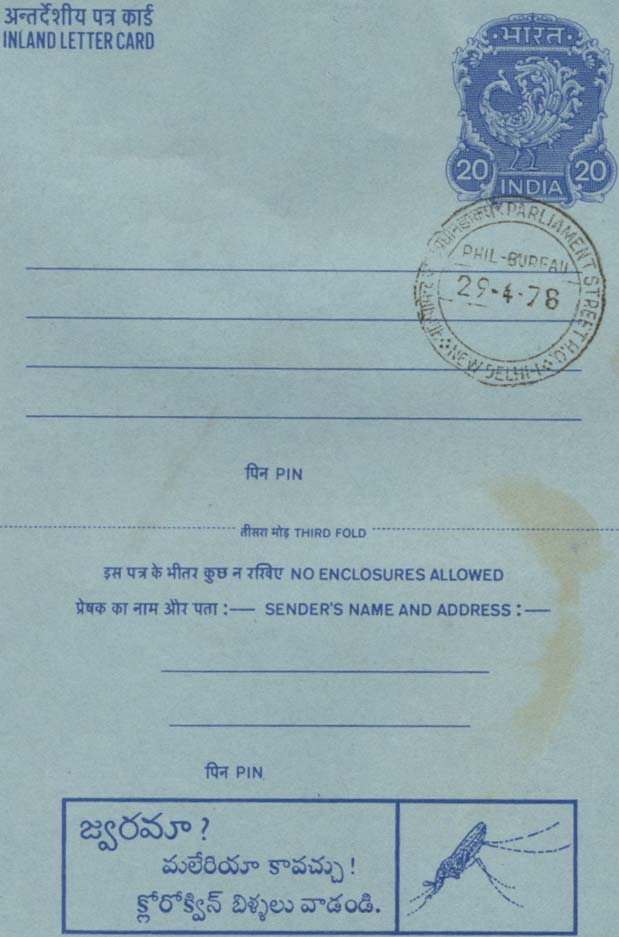 अन्तर्देशीय पत्र कार्ड
INLAND LETTER CARD
भारत
20 20
INDIA
PARLIAMENT STREET H.O.
PHIL-BUREAU
29-4-78
NEW DELHI-1
पिन PIN
तीसरा मोड़ THIRD FOLD
इस पत्र के भीतर कुछ न रखिए NO ENCLOSURES ALLOWED
प्रेषक का नाम और पता :— SENDER'S NAME AND ADDRESS :—
पिन PIN
జ్వరమా ?
మలేరియా కావచ్చు !
క్లోరోక్విన్ బిళ్ళలు వాడండి.